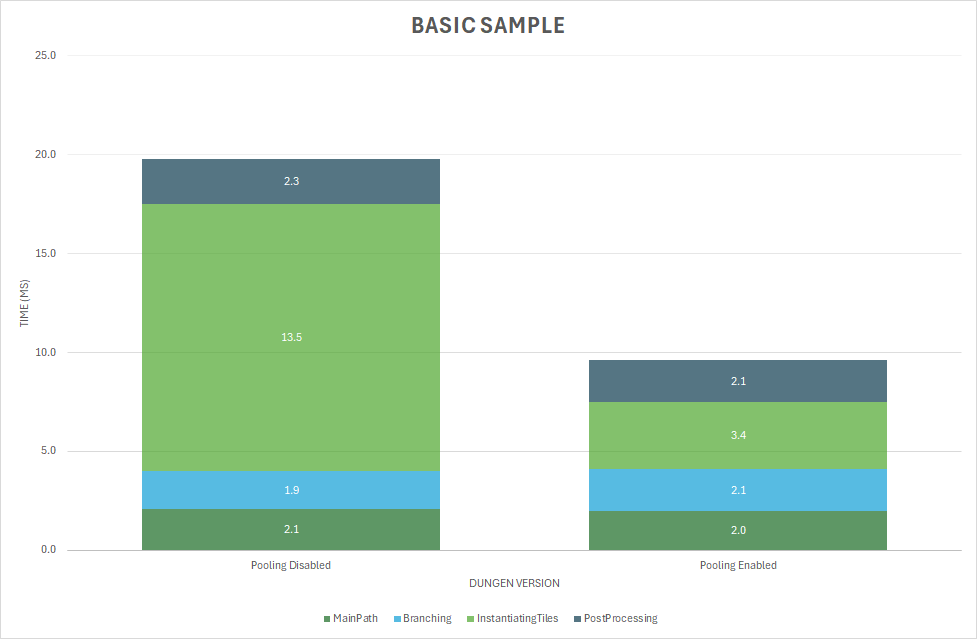 BASIC SAMPLE
25.0
20.0
15.0
10.0
5.0
0.0
TIME (MS)
2.3
13.5
1.9
2.1
2.1
3.4
2.1
2.0
Pooling Disabled
Pooling Enabled
DUNGEN VERSION
MainPath Branching InstantiatingTiles PostProcessing